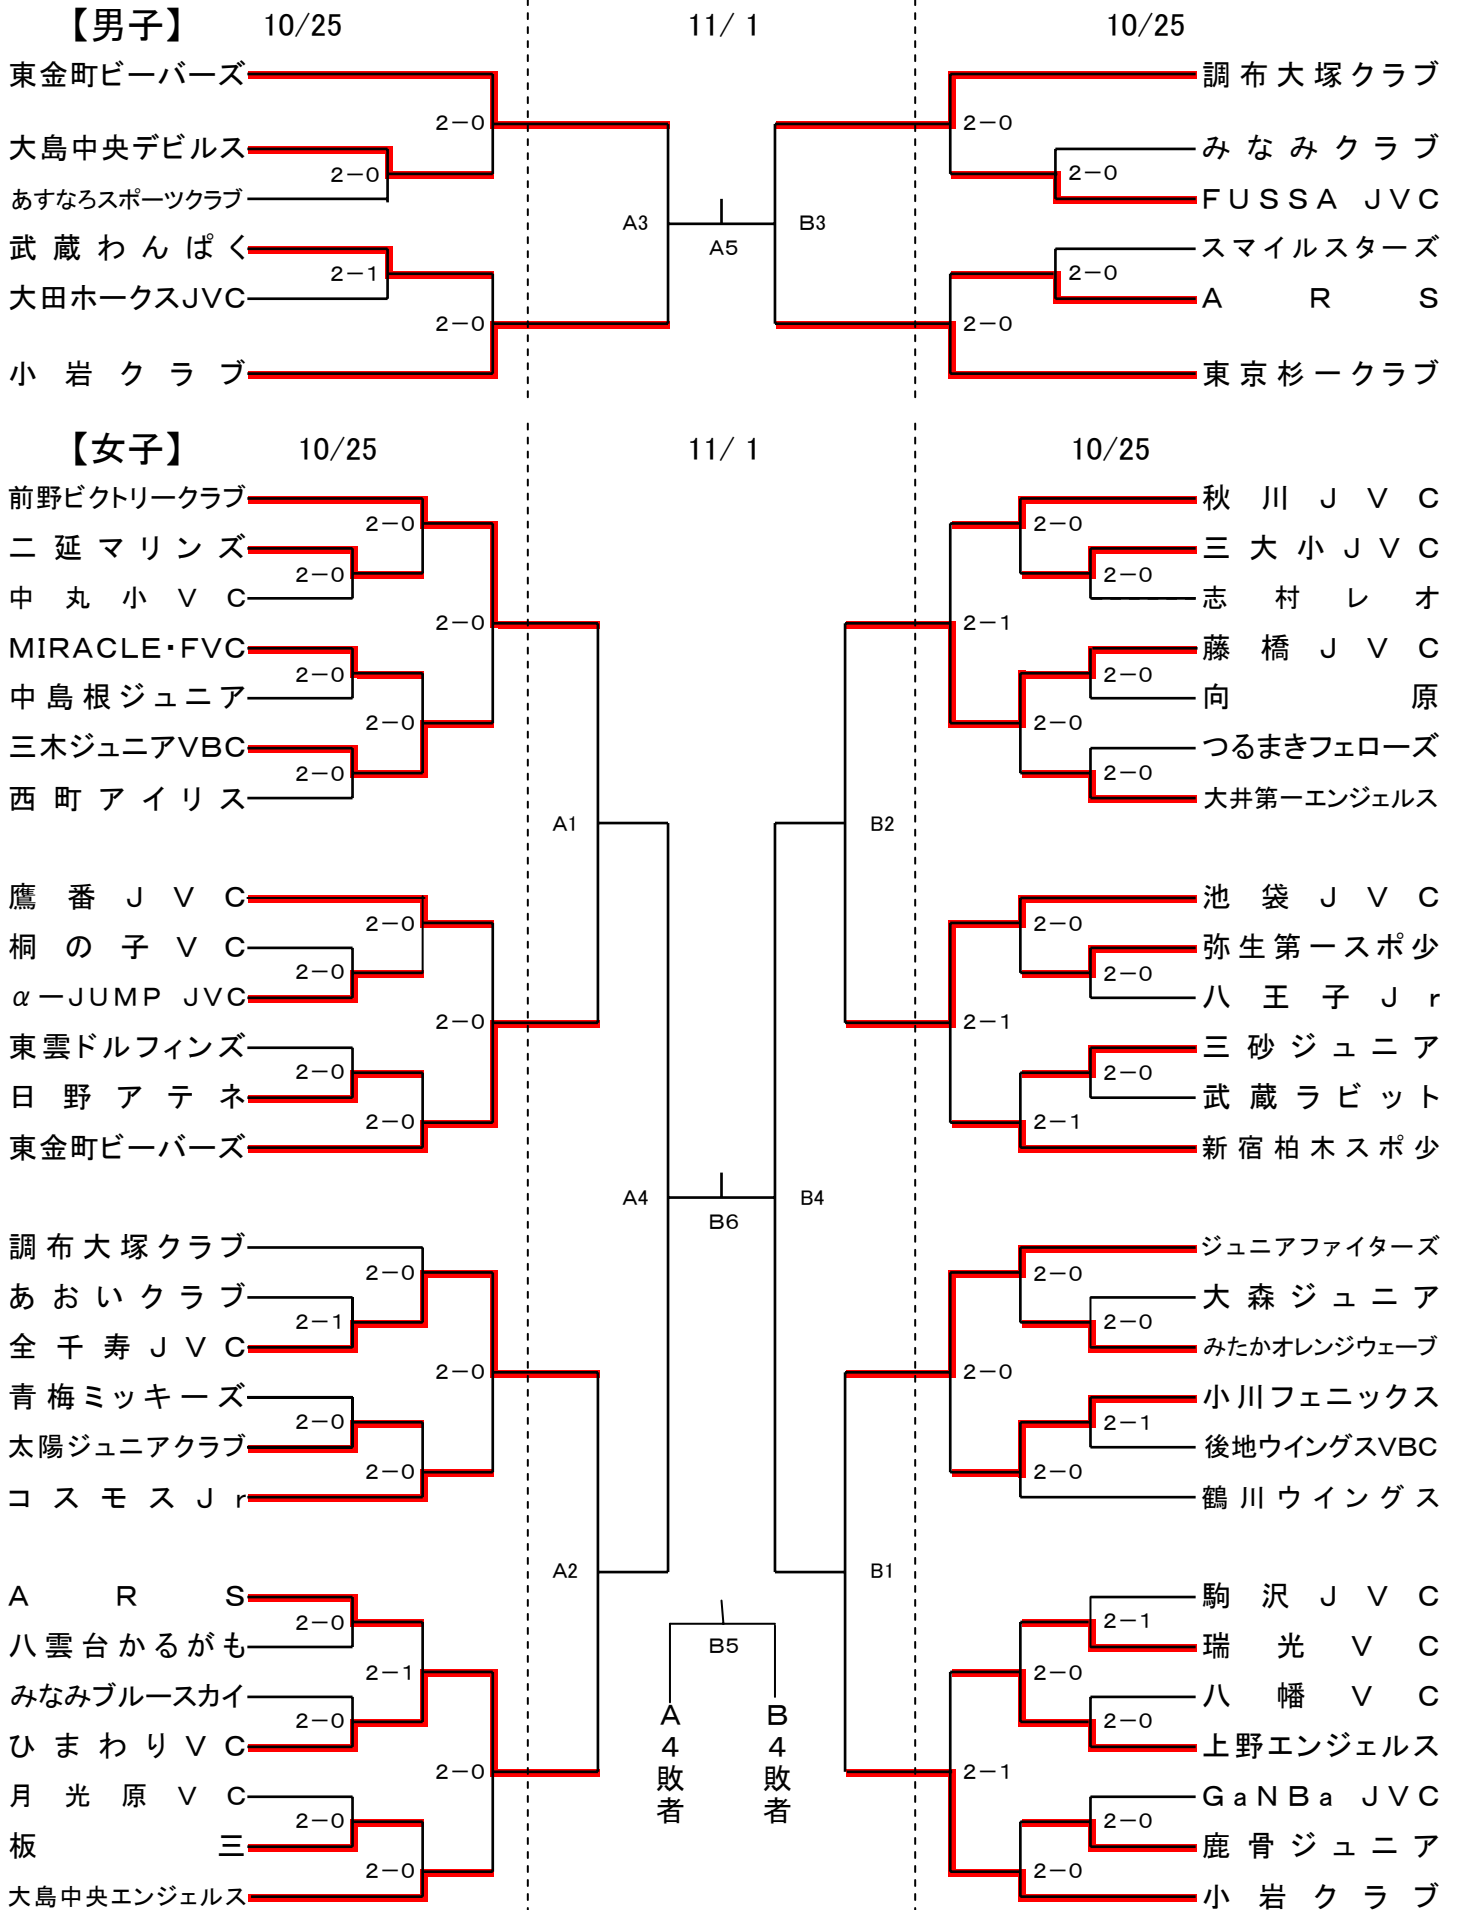 【男子】 10/25 11/ 1 10/25
東金町ビーバーズ 調布大塚クラブ
2-0 2-0
大島中央デビルス みなみクラブ
2-0 2-0
あすなろスポーツクラブ FUSSA JVC
A3 B3
武蔵わんぱく A5 スマイルスターズ
2-1 2-0
大田ホークスJVC ARS
2-0 2-0
小岩クラブ 東京杉一クラブ
【女子】 10/25 11/ 1 10/25
前野ビクトリークラブ 秋川JVC
2-0 2-0
二延マリンズ 三大小JVC
2-0 2-0
中丸小VC 志村レオ
2-0 2-1
MIRACLE・FVC 藤橋JVC
2-0
中島根ジュニア 向原
2-0 2-0
三木ジュニアVBC つるまきフェローズ
2-0 2-0
西町アイリス 大井第一エンジェルス
A1 B2
鷹番JVC 池袋JVC
2-0 2-0
桐の子VC 弥生第一スポ少
2-0 2-0
α-JUMP JVC 八王子Jr
2-0 2-1
東雲ドルフィンズ 三砂ジュニア
2-0 2-0
日野アテネ 武蔵ラビット
2-0 2-1
東金町ビーバーズ 新宿柏木スポ少
A4 B4
B6
調布大塚クラブ ジュニアファイターズ
2-0 2-0
あおいクラブ 大森ジュニア
2-1 2-0
全千寿JVC みたかオレンジウェーブ
2-0 2-0
青梅ミッキーズ 小川フェニックス
2-0 2-1
太陽ジュニアクラブ 後地ウイングスVBC
2-0 2-0
コスモスJr 鶴川ウイングス
A2 B1
ARS 駒沢JVC
2-0 2-1
八雲台かるがも B5 瑞光VC
2-1 2-0
みなみブルースカイ 八幡VC
2-0 2-0
ひまわりVC A4敗者 B4敗者 上野エンジェルス
2-0 2-1
月光原VC GaNBa JVC
2-0 2-0
板三 鹿骨ジュニア
2-0 2-0
大島中央エンジェルス 小岩クラブ